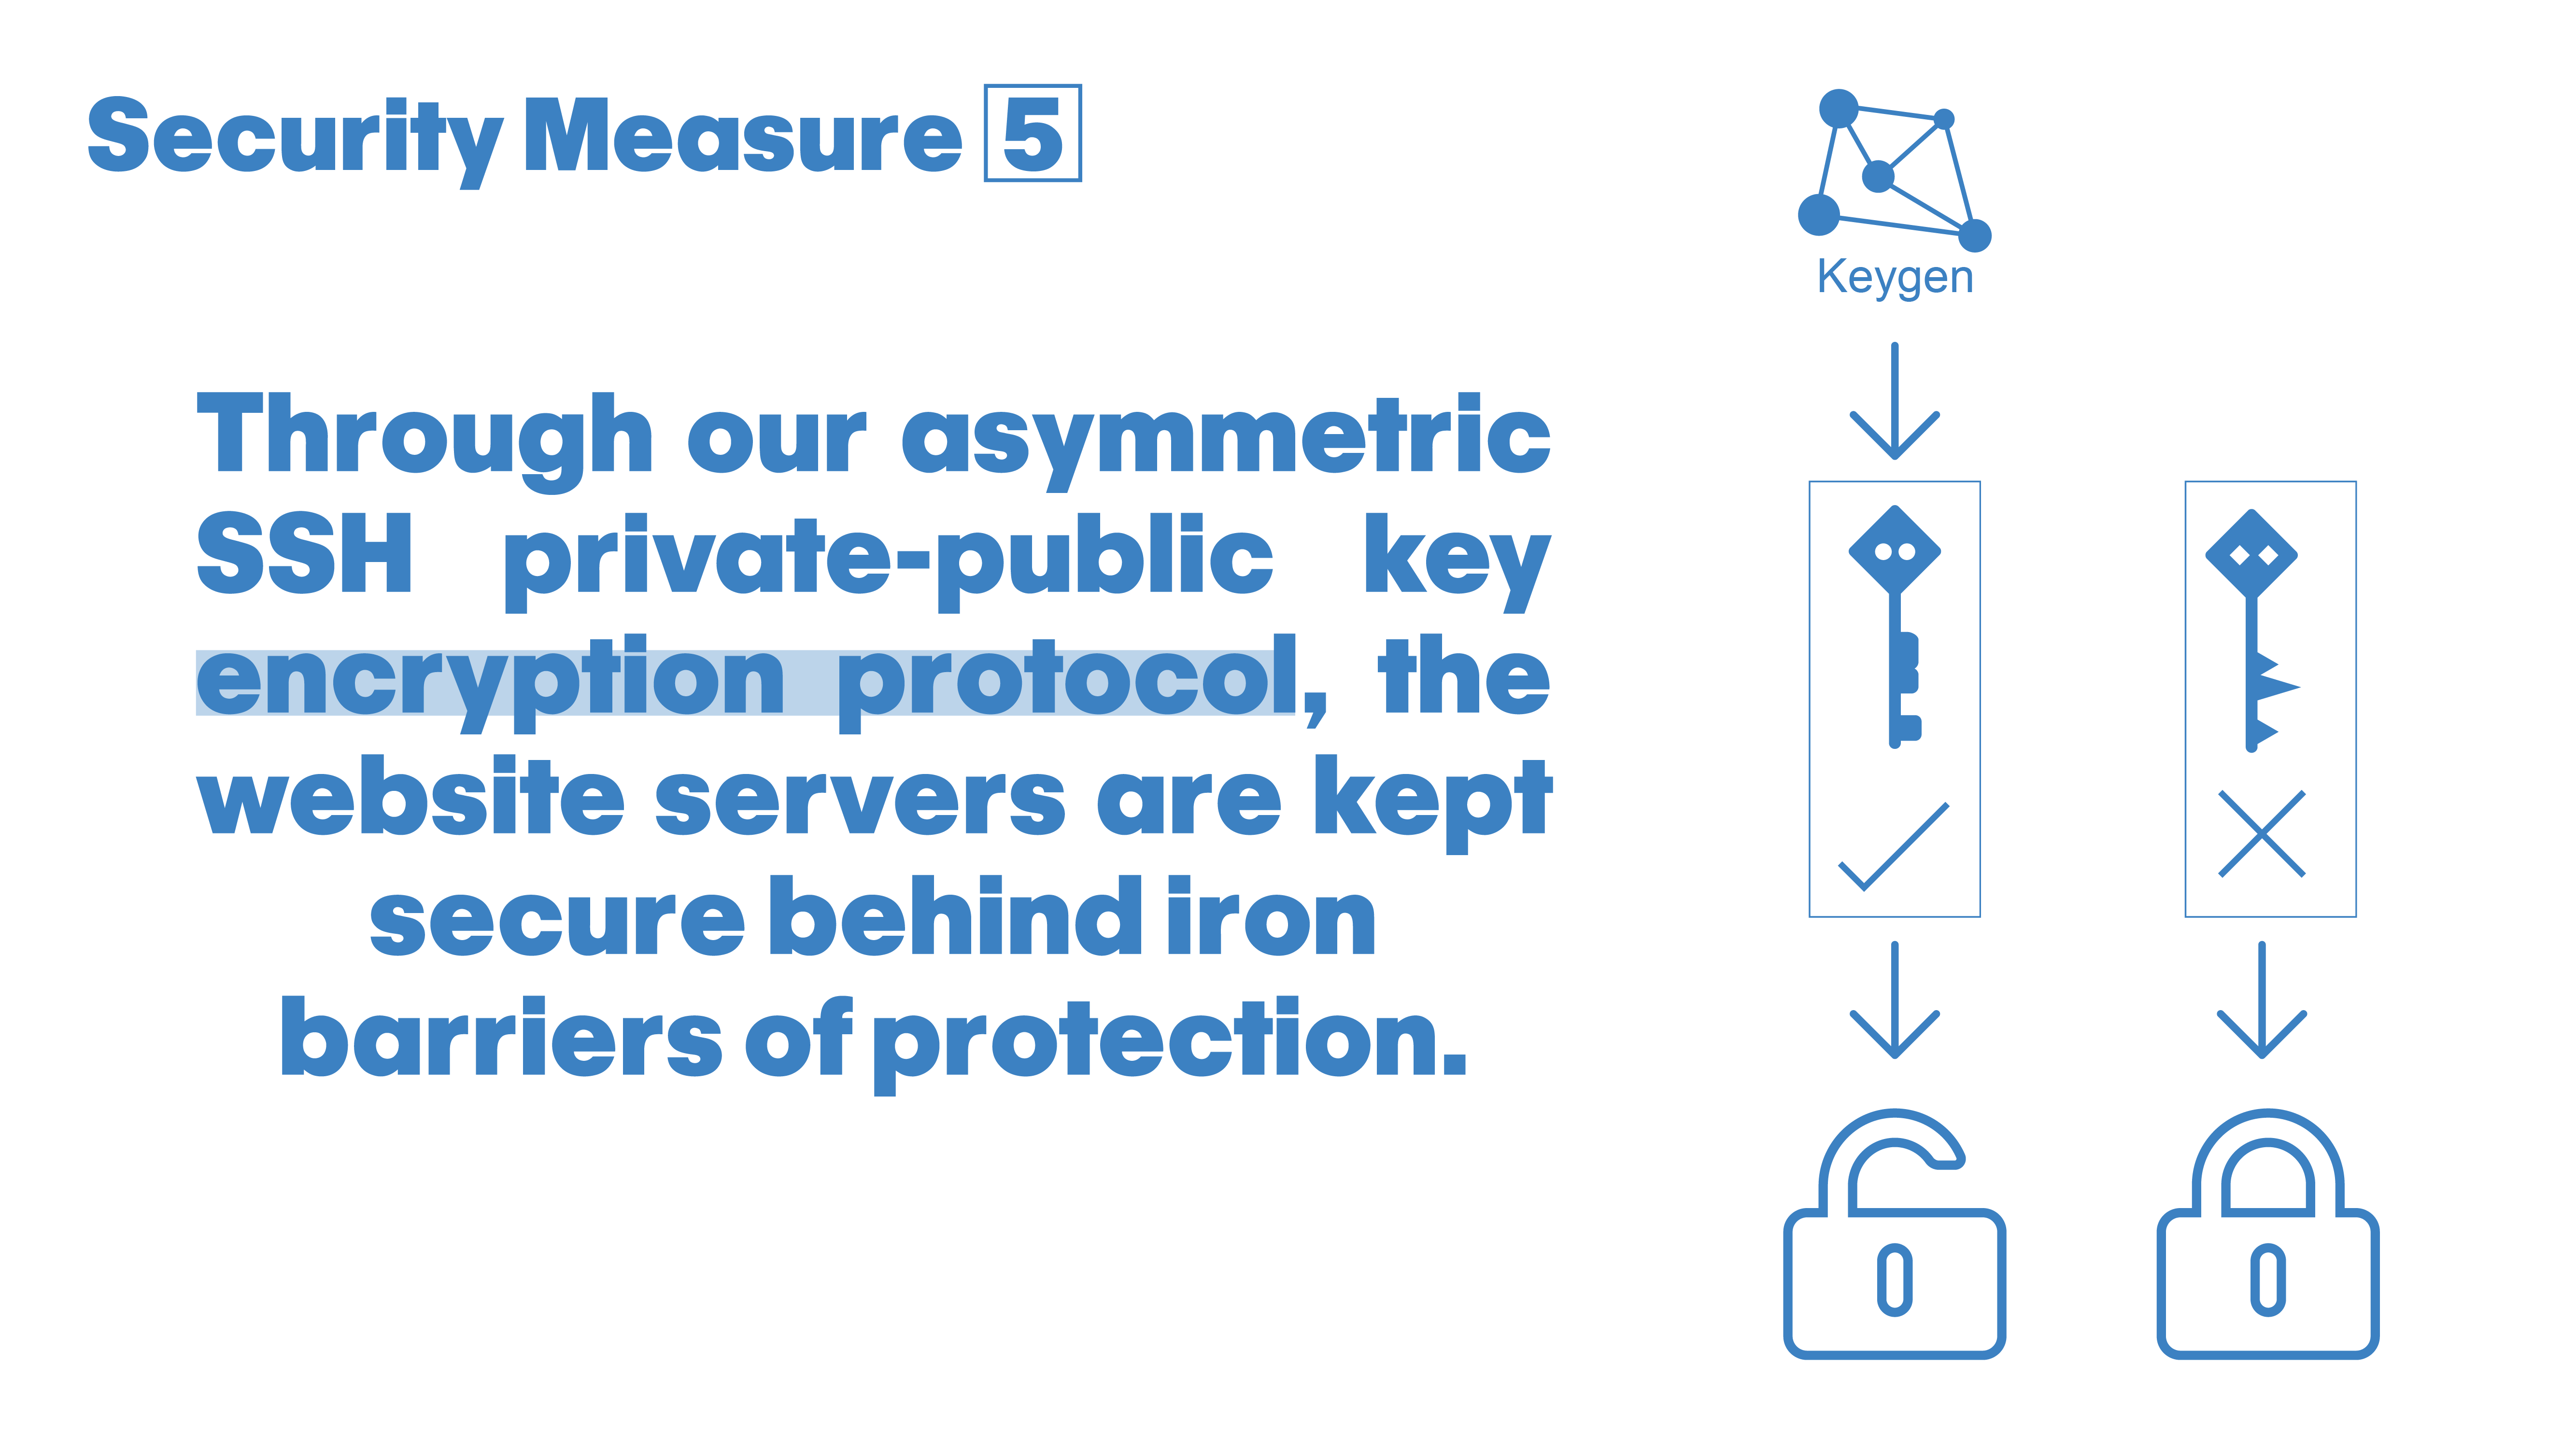 Security Measure 5
Keygen
Through our asymmetric
SSH private-public key
encryption protocol, the
website servers are kept
secure behind iron
barriers of protection.